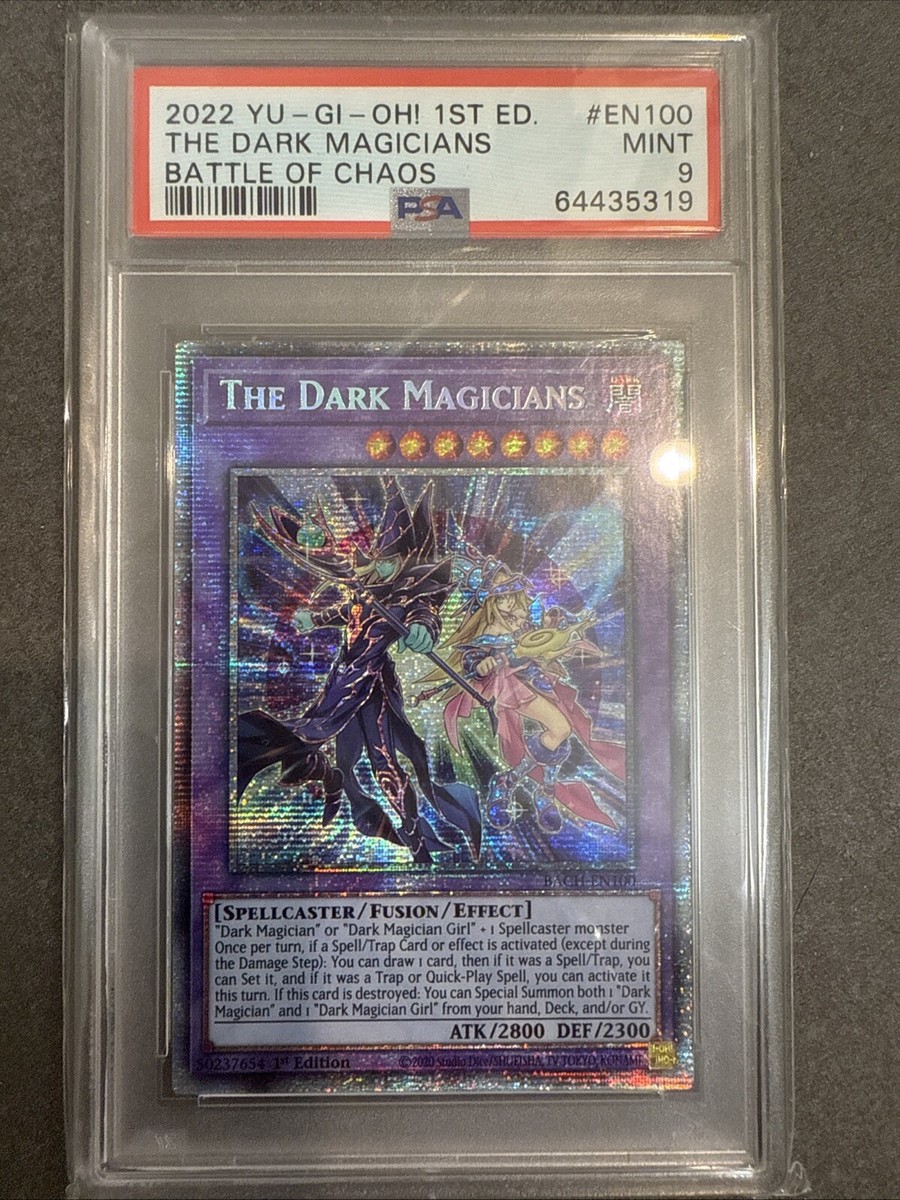 2022 YU-GI-OH! 1ST ED. #EN100
THE DARK MAGICIANS MINT
BATTLE OF CHAOS 9
PSA 64435319
THE DARK MAGICIANS
DARK
闇
BACH-EN100
[SPELLCASTER/FUSION/EFFECT]
"Dark Magician" or "Dark Magician Girl" + 1 Spellcaster monster
Once per turn, if a Spell/Trap Card or effect is activated (except during
the Damage Step): You can draw 1 card, then if it was a Spell/Trap, you
can Set it, and if it was a Trap or Quick-Play Spell, you can activate it
this turn. If this card is destroyed: You can Special Summon both 1 "Dark
Magician" and 1 "Dark Magician Girl" from your hand, Deck, and/or GY.
ATK/2800 DEF/2300
50237654 1st Edition ©2020 Studio Dice/SHUEISHA, TV TOKYO, KONAMI